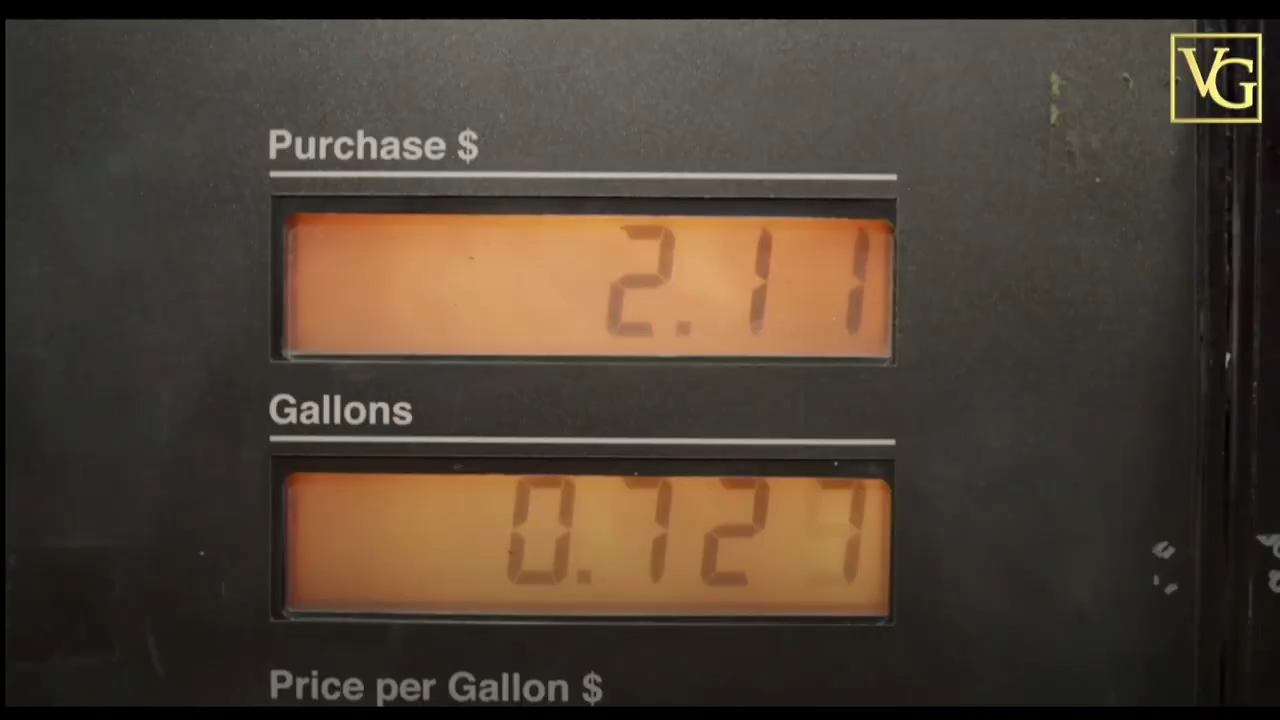 VG
Purchase $
2.11
Gallons
0.727
Price per Gallon $